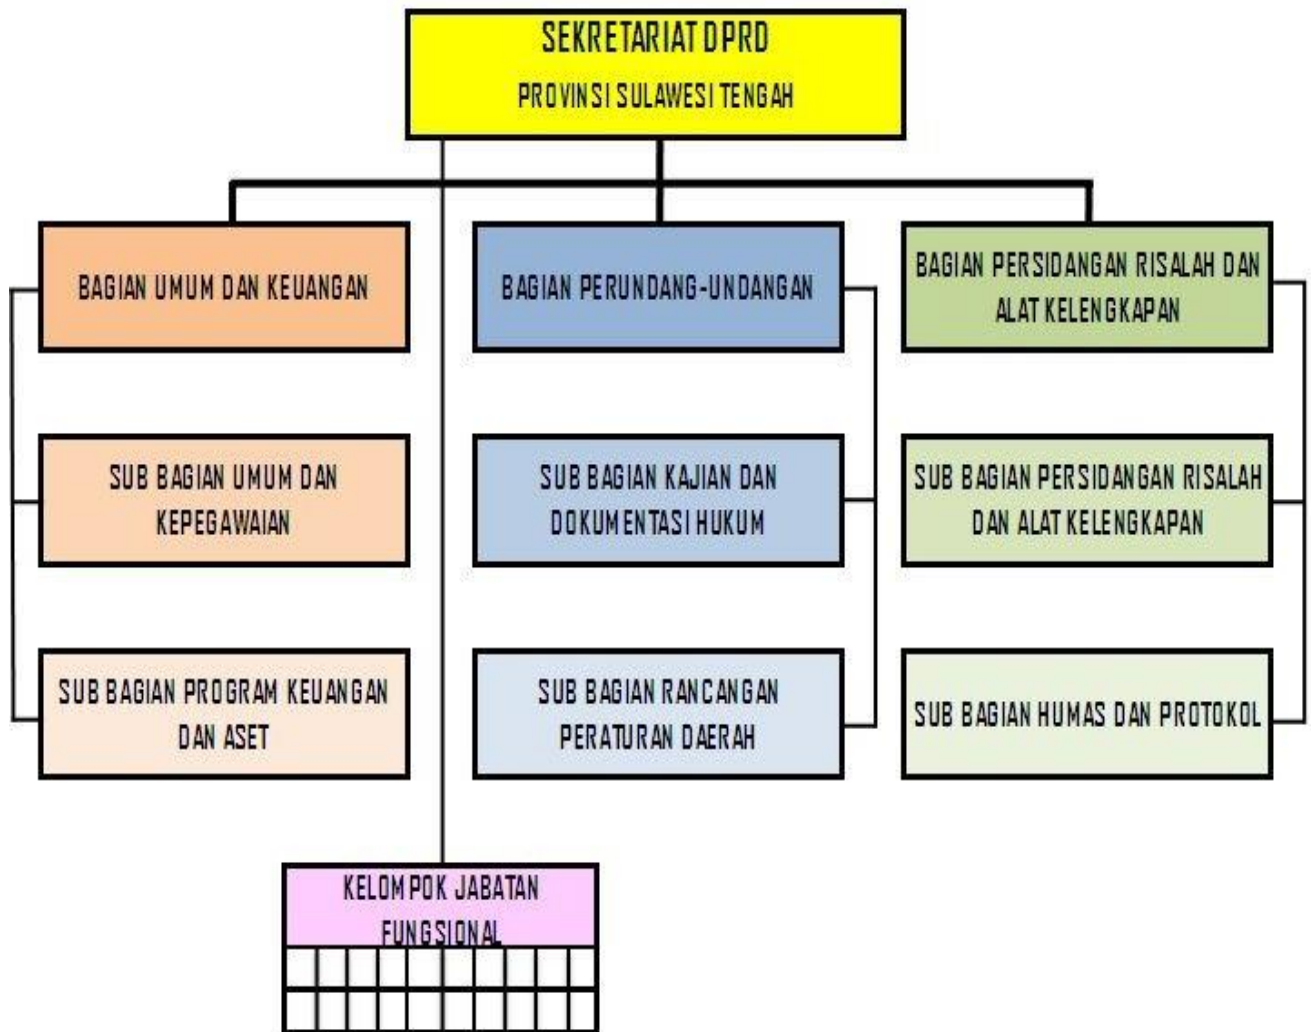 SEKRETARIAT DPRD
PROVINSI SULAWESI TENGAH
BAGIAN UMUM DAN KEUANGAN
BAGIAN PERUNDANG-UNDANGAN
BAGIAN PERSIDANGAN RISALAH DAN
ALAT KELENGKAPAN
SUB BAGIAN UMUM DAN
KEPEGAWAIAN
SUB BAGIAN KAJIAN DAN
DOKUMENTASI HUKUM
SUB BAGIAN PERSIDANGAN RISALAH
DAN ALAT KELENGKAPAN
SUB BAGIAN PROGRAM KEUANGAN
DAN ASET
SUB BAGIAN RANCANGAN
PERATURAN DAERAH
SUB BAGIAN HUMAS DAN PROTOKOL
KELOMPOK JABATAN
FUNGSIONAL